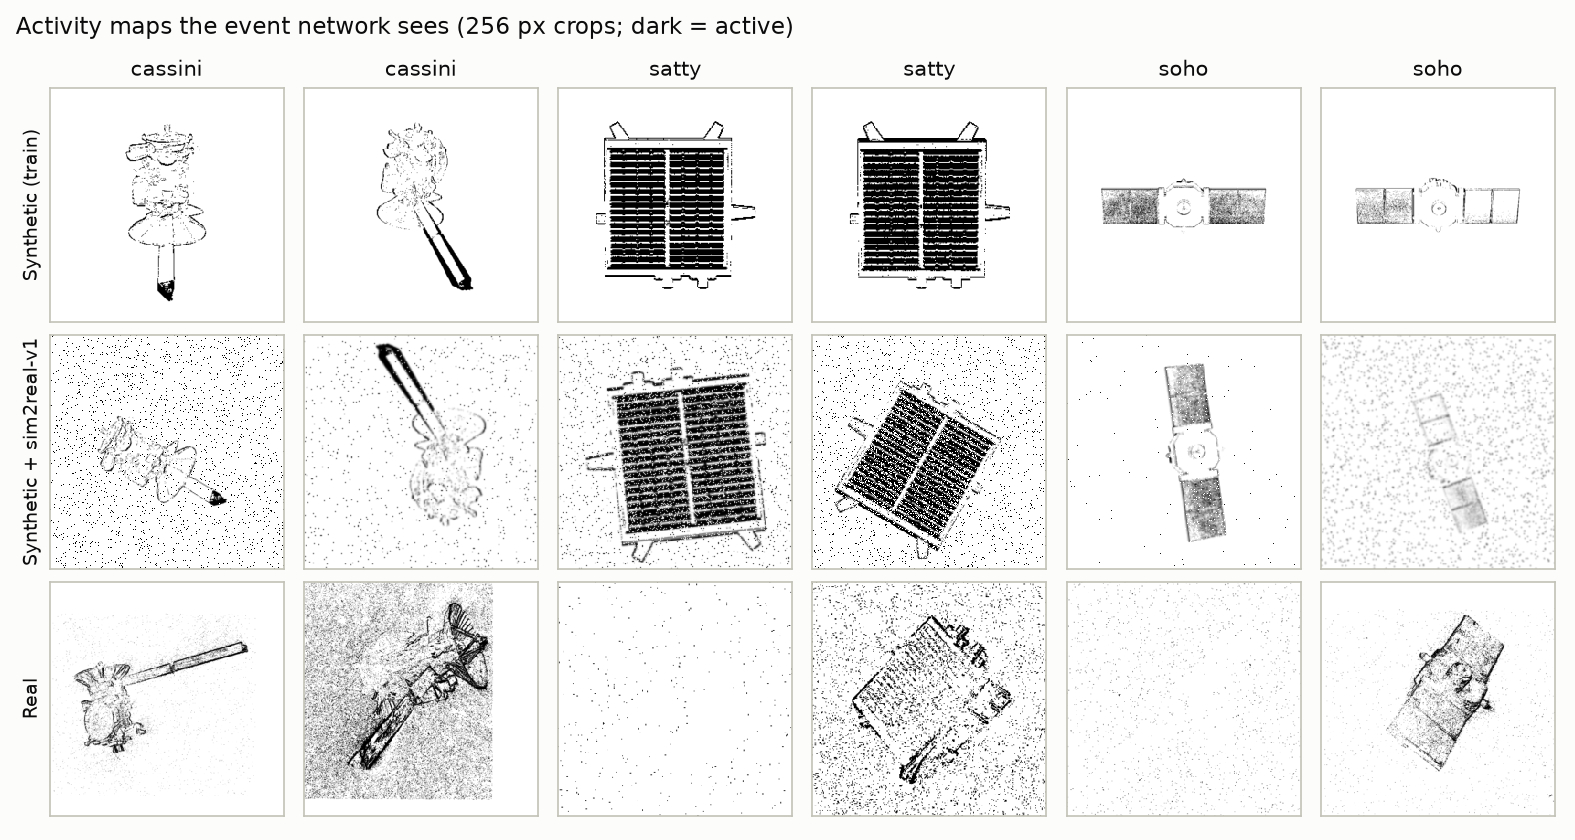 Activity maps the event network sees (256 px crops; dark = active)
cassini
cassini
satty
satty
soho
soho
Synthetic (train)
Synthetic + sim2real-v1
Real